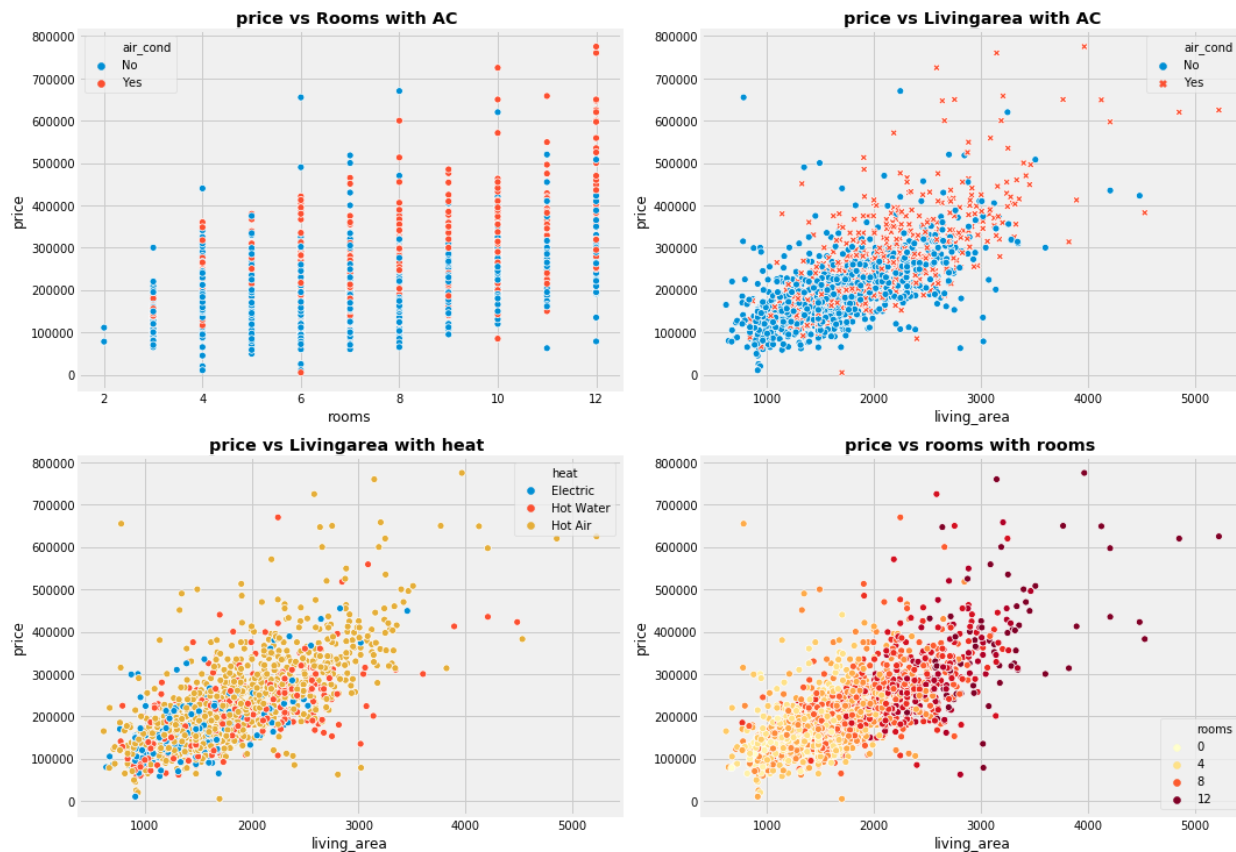 price vs Rooms with AC
price
800000
700000
600000
500000
400000
300000
200000
100000
0
air_cond
No
Yes
2 4 6 8 10 12
rooms
price vs Livingarea with AC
price
800000
700000
600000
500000
400000
300000
200000
100000
0
air_cond
No
Yes
1000 2000 3000 4000 5000
living_area
price vs Livingarea with heat
price
800000
700000
600000
500000
400000
300000
200000
100000
0
heat
Electric
Hot Water
Hot Air
1000 2000 3000 4000 5000
living_area
price vs rooms with rooms
price
800000
700000
600000
500000
400000
300000
200000
100000
0
rooms
0
4
8
12
1000 2000 3000 4000 5000
living_area